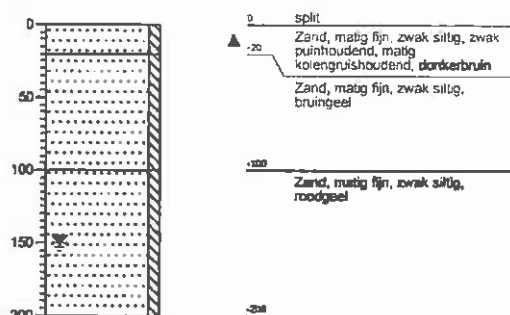 0
50
100
150
200
0
split
Zand, matig fijn, zwak siltig, zwak
puinhoudend, matig
kolengruishoudend, donkerbruin
-20
Zand, matig fijn, zwak siltig,
bruingeel
-100
Zand, matig fijn, zwak siltig,
roodgeel
-200